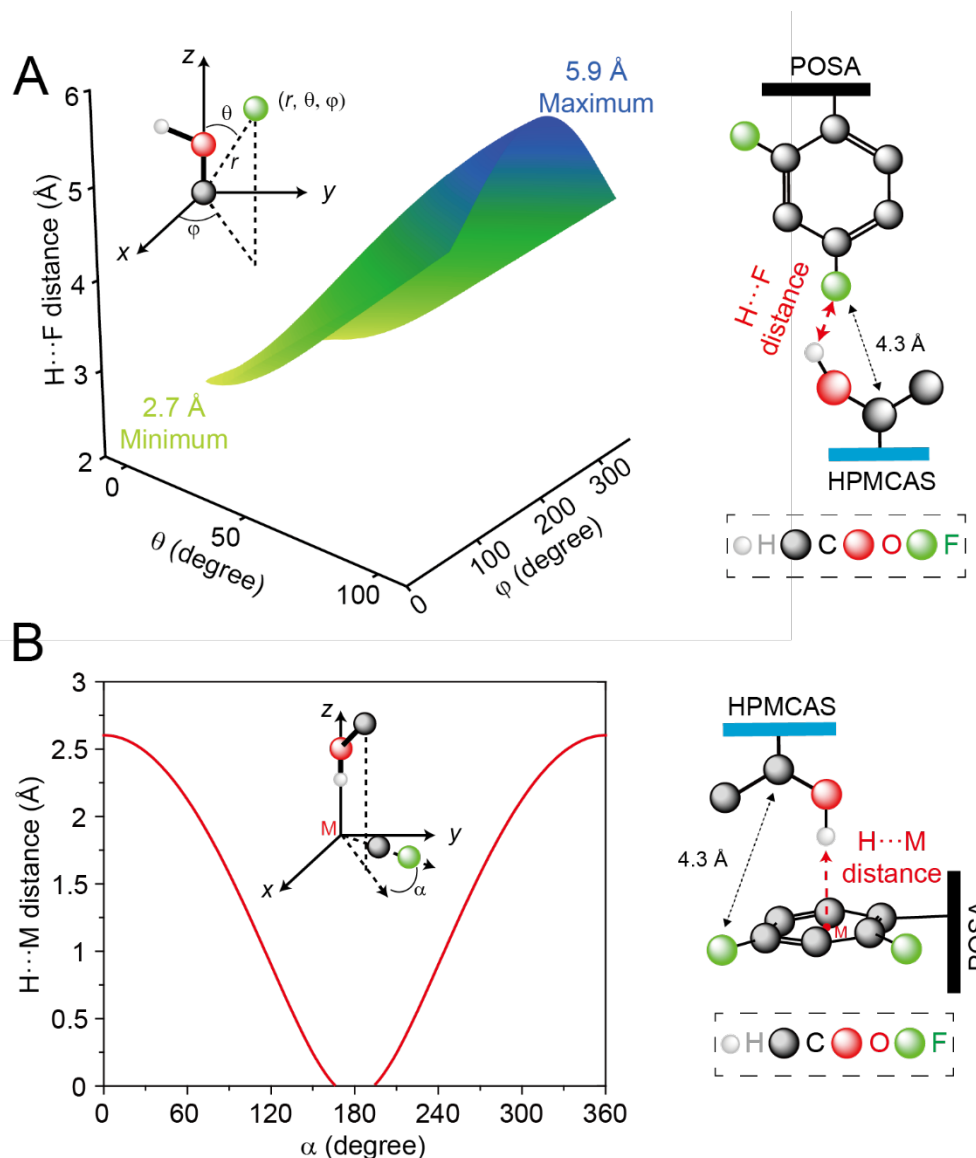 A
6
5
4
3
2
H···F distance (Å)
z
θ
(r, θ, φ)
r
y
x
φ
5.9 Å
Maximum
2.7 Å
Minimum
0
50
100
θ (degree)
0
100
200
300
φ (degree)
POSA
H···F
distance
4.3 Å
HPMCAS
H C O F
B
3
2.5
2
1.5
1
0.5
0
H···M distance (Å)
z
M
y
x
α
0
120
180
240
300
360
60
α (degree)
HPMCAS
4.3 Å
H···M
distance
M
POSA
H C O F